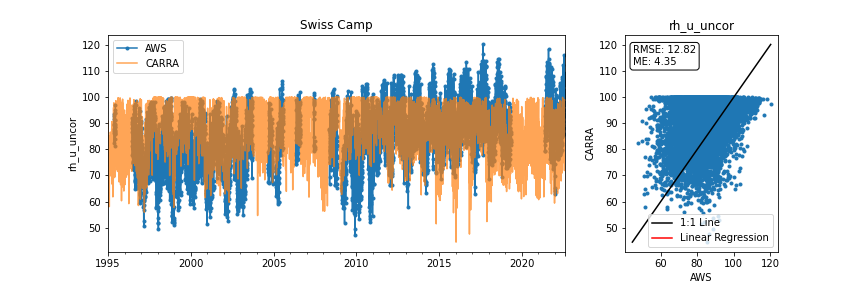 Swiss Camp
rh_u_uncor
120
110
100
90
80
70
60
50
AWS
CARRA
1995
2000
2005
2010
2015
2020
rh_u_uncor
rh_u_uncor
CARRA
120
110
100
90
80
70
60
50
RMSE: 12.82
ME: 4.35
1:1 Line
Linear Regression
60
80
100
120
AWS